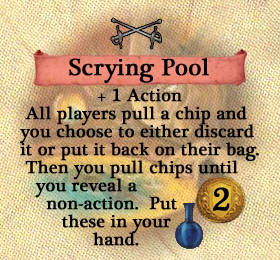 Scrying Pool
+ 1 Action
All players pull a chip and
you choose to either discard
it or put it back on their bag.
Then you pull chips until
you reveal a
non-action. Put
these in your
hand.
2